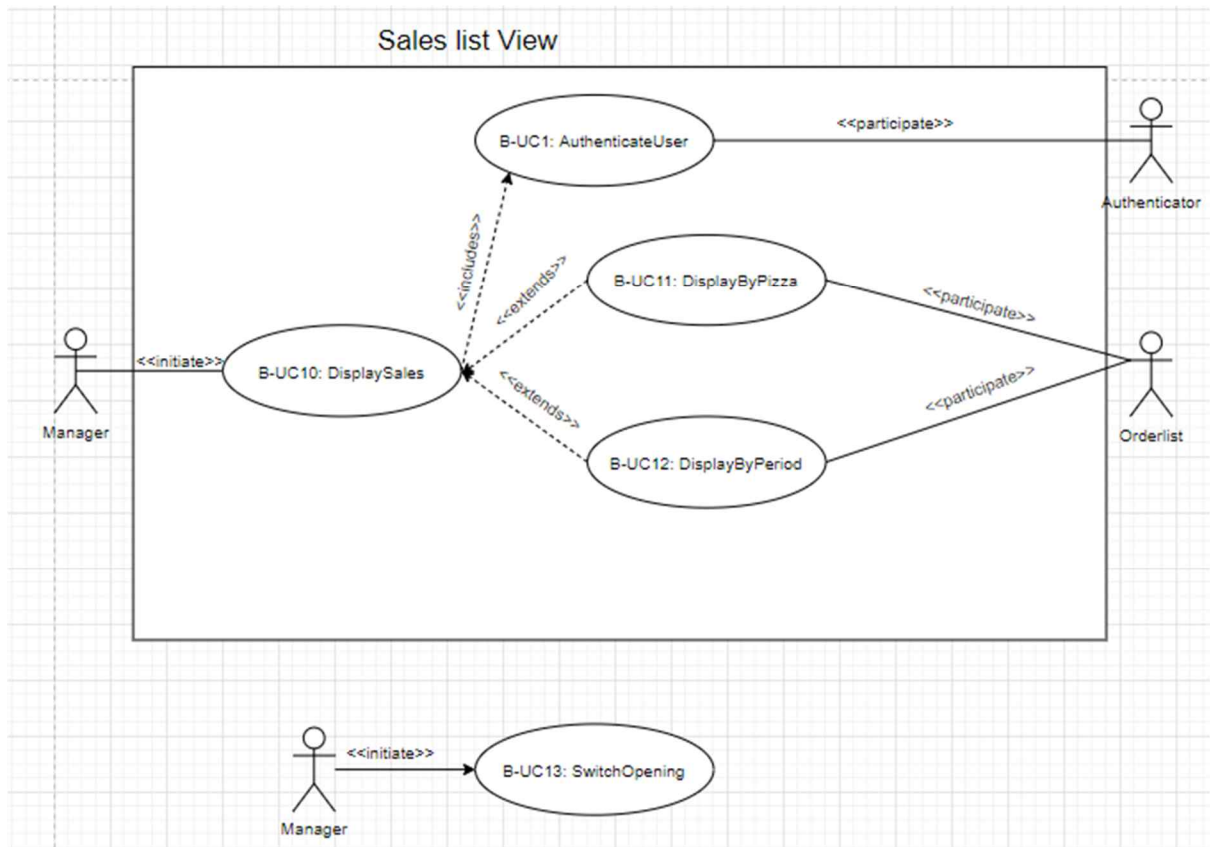 Sales list View
B-UC1: AuthenticateUser
<<participate>>
Authenticator
<<includes>>
<<extends>>
B-UC11: DisplayByPizza
<<participate>>
Manager
<<initiate>>
B-UC10: DisplaySales
<<extends>>
B-UC12: DisplayByPeriod
<<participate>>
Orderlist
Manager
<<initiate>>
B-UC13: SwitchOpening